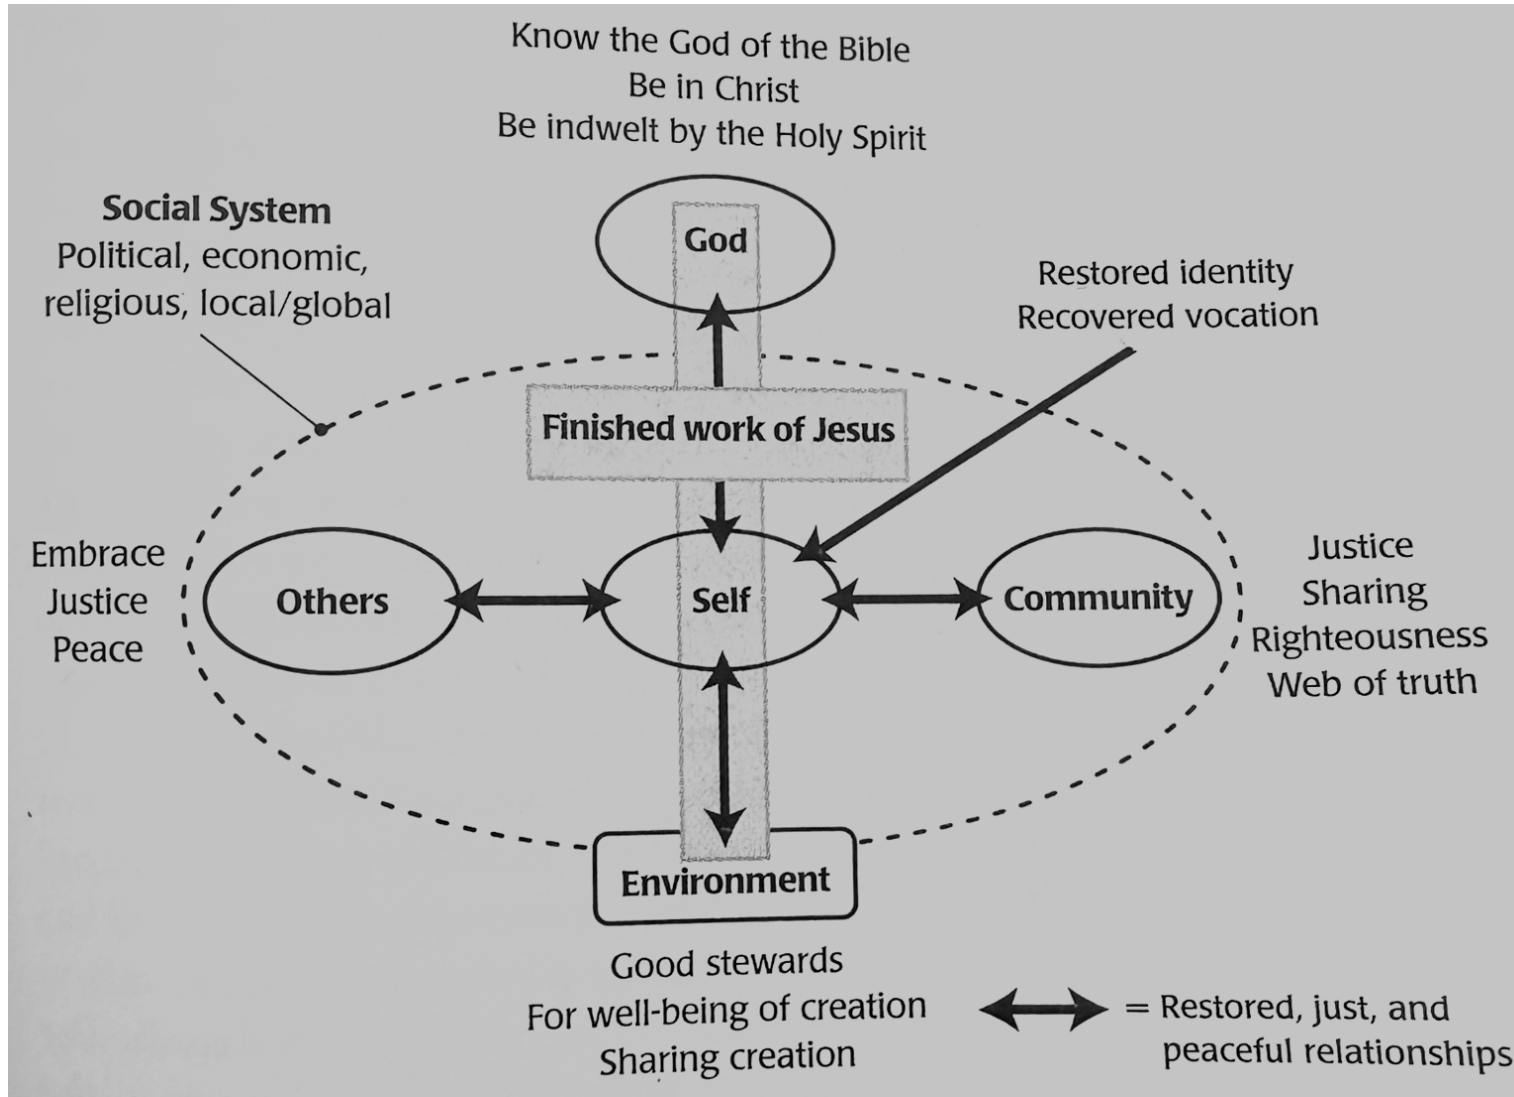 Know the God of the Bible
Be in Christ
Be indwelt by the Holy Spirit
Social System
Political, economic,
religious, local/global
God
Restored identity
Recovered vocation
Finished work of Jesus
Embrace
Justice
Peace
Others
Self
Community
Justice
Sharing
Righteousness
Web of truth
Environment
Good stewards
For well-being of creation
Sharing creation
= Restored, just, and
peaceful relationships